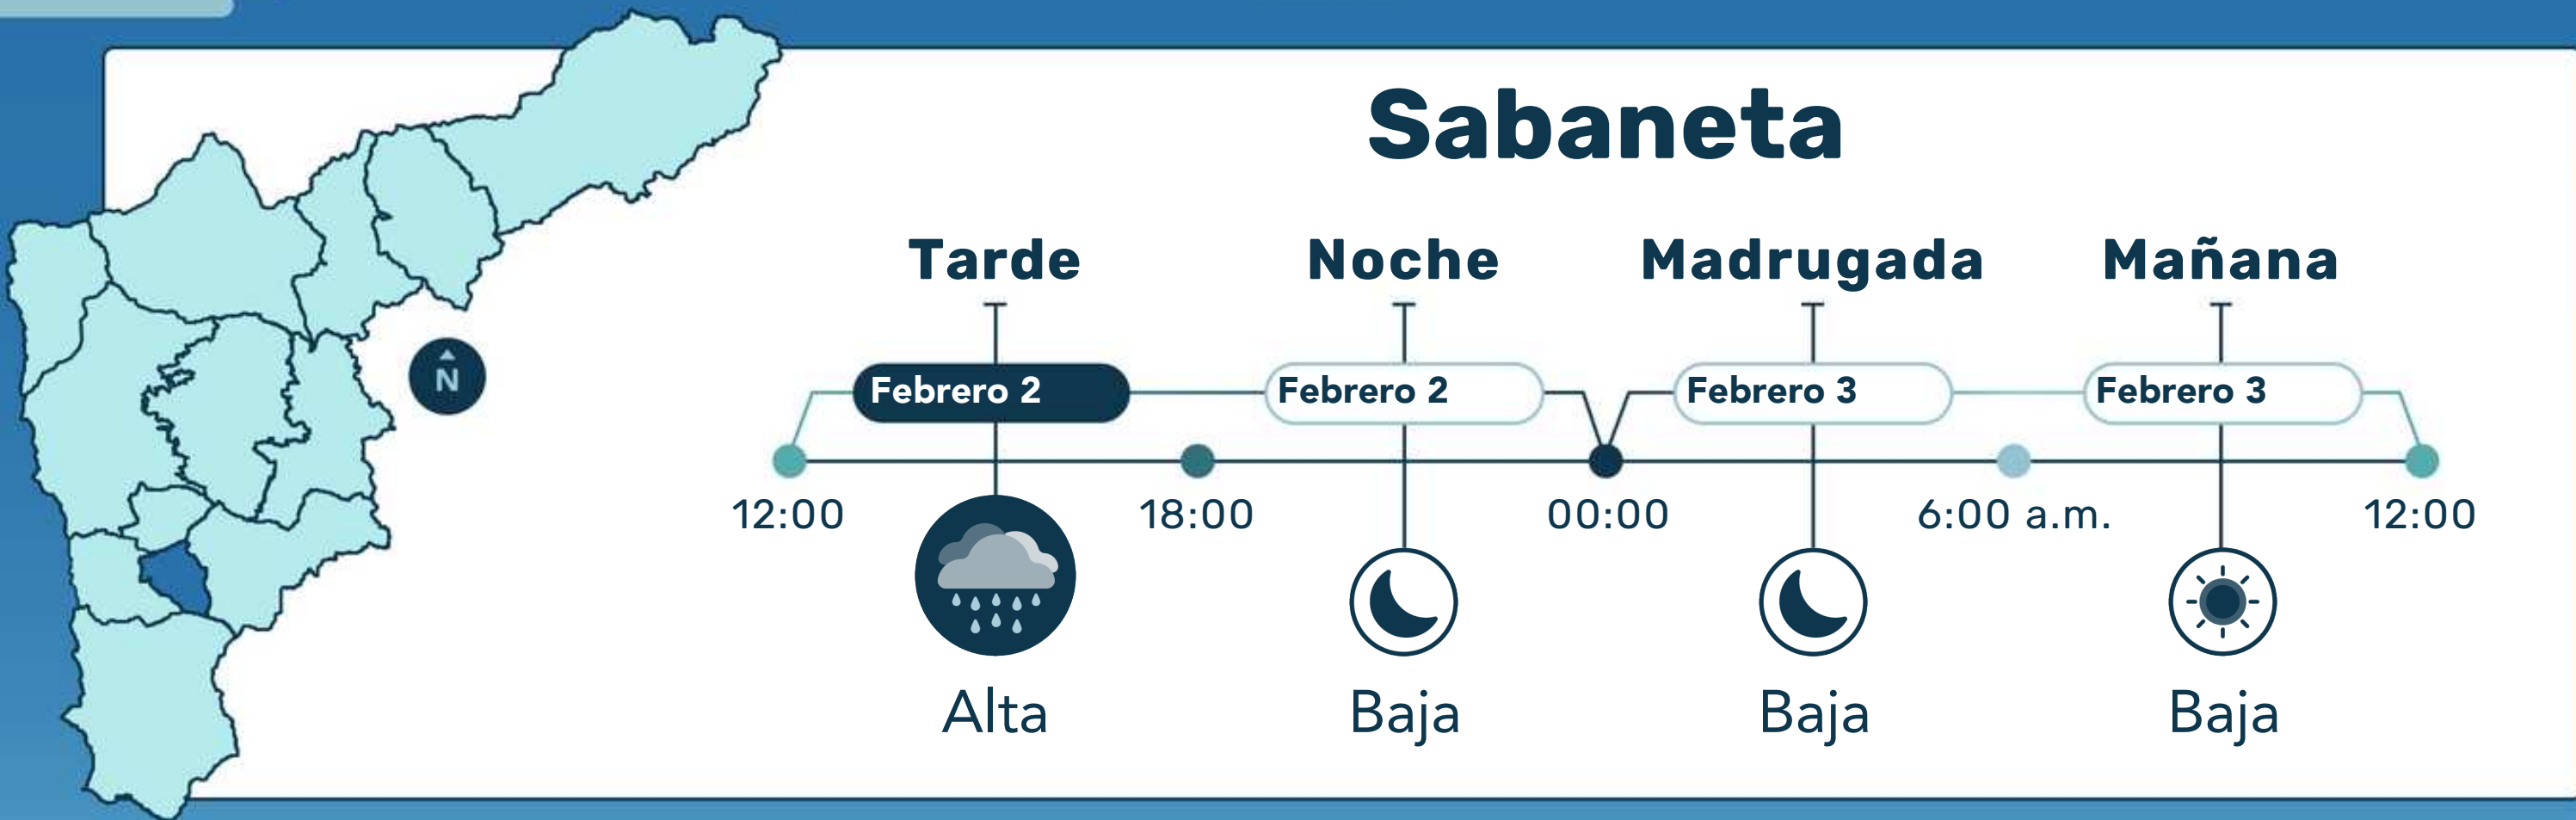 Sabaneta
Tarde Noche Madrugada Mañana
N
Febrero 2 Febrero 2 Febrero 3 Febrero 3
12:00 18:00 00:00 6:00 a.m. 12:00
Alta Baja Baja Baja